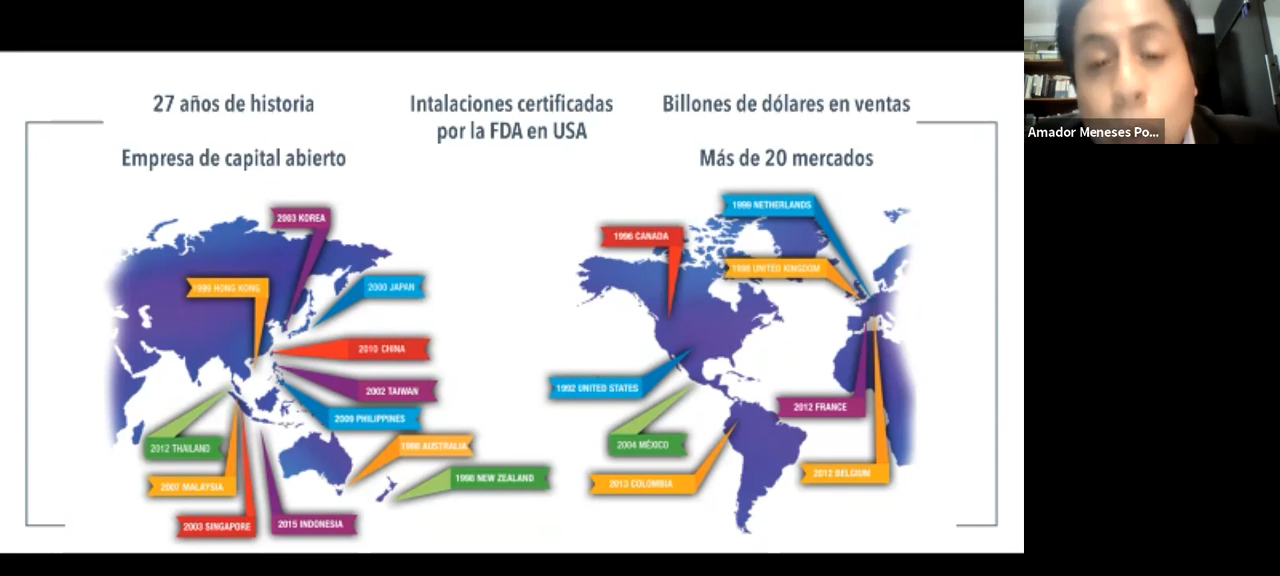 27 años de historia
Intalaciones certificadas
por la FDA en USA
Billones de dólares en ventas
Empresa de capital abierto
Más de 20 mercados
2003 KOREA
1999 HONG KONG
2000 JAPAN
2010 CHINA
2002 TAIWAN
2009 PHILIPPINES
2012 THAILAND
1998 AUSTRALIA
2007 MALAYSIA
1998 NEW ZEALAND
2003 SINGAPORE
2015 INDONESIA
1999 NETHERLANDS
1996 CANADA
1998 UNITED KINGDOM
1992 UNITED STATES
2012 FRANCE
2004 MÉXICO
2012 BELGIUM
2013 COLOMBIA
Amador Meneses Po...